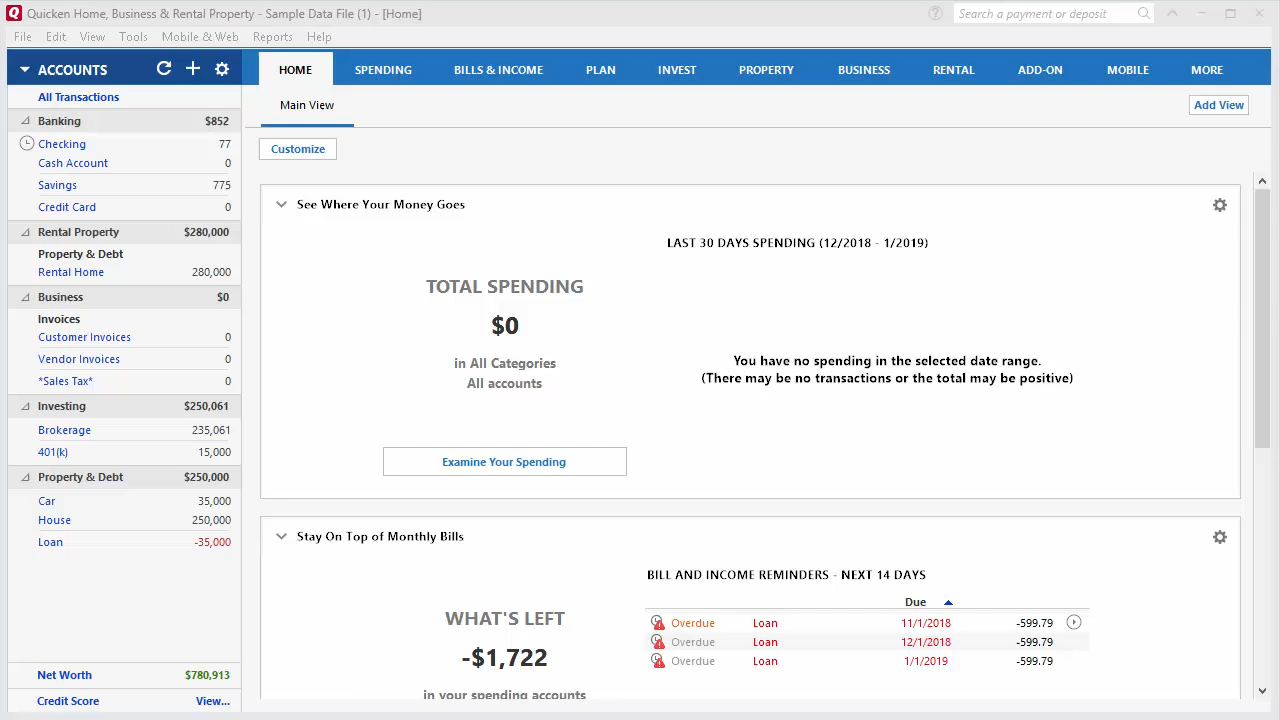 Quicken Home, Business & Rental Property - Sample Data File (1) - [Home]
Search a payment or deposit
File Edit View Tools Mobile & Web Reports Help
ACCOUNTS
HOME SPENDING BILLS & INCOME PLAN INVEST PROPERTY BUSINESS RENTAL ADD-ON MOBILE MORE
All Transactions
Banking $852
Checking 77
Cash Account 0
Savings 775
Credit Card 0
Rental Property $280,000
Property & Debt
Rental Home 280,000
Business $0
Invoices
Customer Invoices 0
Vendor Invoices 0
*Sales Tax* 0
Investing $250,061
Brokerage 235,061
401(k) 15,000
Property & Debt $250,000
Car 35,000
House 250,000
Loan -35,000
Net Worth $780,913
Credit Score View...
Main View
Add View
Customize
See Where Your Money Goes
LAST 30 DAYS SPENDING (12/2018 - 1/2019)
TOTAL SPENDING
$0
in All Categories
All accounts
You have no spending in the selected date range.
(There may be no transactions or the total may be positive)
Examine Your Spending
Stay On Top of Monthly Bills
BILL AND INCOME REMINDERS - NEXT 14 DAYS
WHAT'S LEFT
-$1,722
in your spending accounts
Due
Overdue Loan 11/1/2018 -599.79
Overdue Loan 12/1/2018 -599.79
Overdue Loan 1/1/2019 -599.79